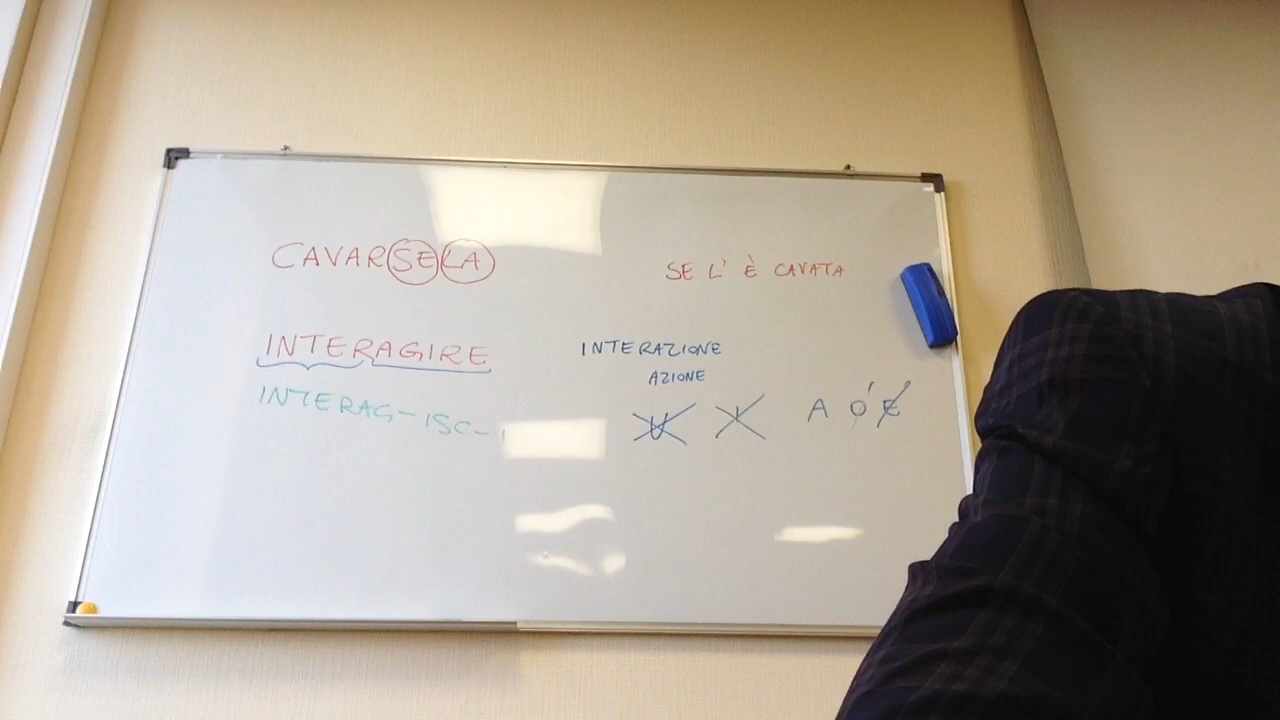 CAVARSELA
SE L' È CAVATA
INTERAGIRE
INTERAZIONE
AZIONE
INTERAG-ISC-
U I A O E